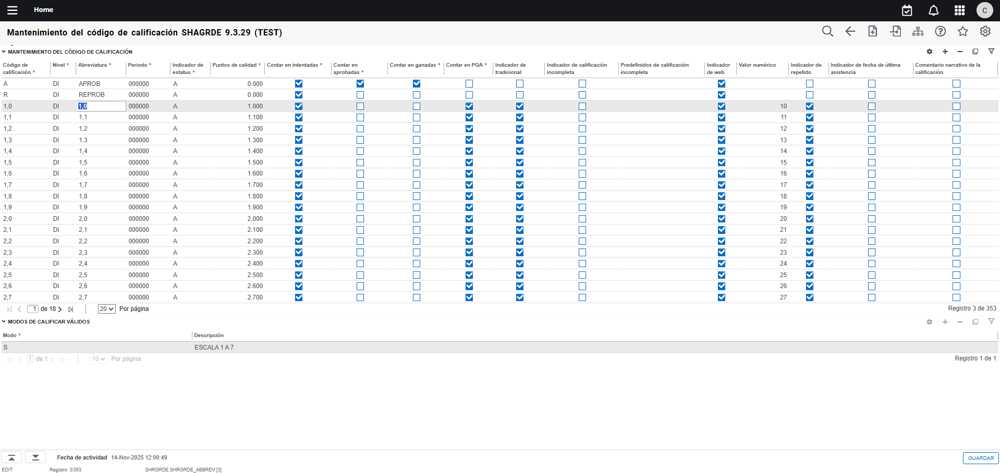 Home
C
Mantenimiento del código de calificación SHAGRDE 9.3.29 (TEST)
MANTENIMIENTO DEL CÓDIGO DE CALIFICACIÓN
Código de calificación * Nivel * Abreviatura * Periodo * Indicador de estatus * Puntos de calidad * Contar en intentadas * Contar en aprobadas * Contar en ganadas * Contar en PGA * Indicador de tradicional Indicador de calificación incompleta Predefinidos de calificación incompleta Indicador de web Valor numérico Indicador de repetido Indicador de fecha de última asistencia Comentario narrativo de la calificación
A DI APROB 000000 A 0.000
R DI REPROB 000000 A 0.000
1,0 DI 1,0 000000 A 1.000 10
1,1 DI 1,1 000000 A 1.100 11
1,2 DI 1,2 000000 A 1.200 12
1,3 DI 1,3 000000 A 1.300 13
1,4 DI 1,4 000000 A 1.400 14
1,5 DI 1,5 000000 A 1.500 15
1,6 DI 1,6 000000 A 1.600 16
1,7 DI 1,7 000000 A 1.700 17
1,8 DI 1,8 000000 A 1.800 18
1,9 DI 1,9 000000 A 1.900 19
2,0 DI 2,0 000000 A 2.000 20
2,1 DI 2,1 000000 A 2.100 21
2,2 DI 2,2 000000 A 2.200 22
2,3 DI 2,3 000000 A 2.300 23
2,4 DI 2,4 000000 A 2.400 24
2,5 DI 2,5 000000 A 2.500 25
2,6 DI 2,6 000000 A 2.600 26
2,7 DI 2,7 000000 A 2.700 27
1 de 18 20 Por página Registro 3 de 353
MODOS DE CALIFICAR VÁLIDOS
Modo * Descripción
S ESCALA 1 A 7
1 de 1 10 Por página Registro 1 de 1
Fecha de actividad 14-Nov-2025 12:00:49 GUARDAR
EDIT Registro: 3/353 SHRGRDE.SHRGRDE_ABBREV [3]